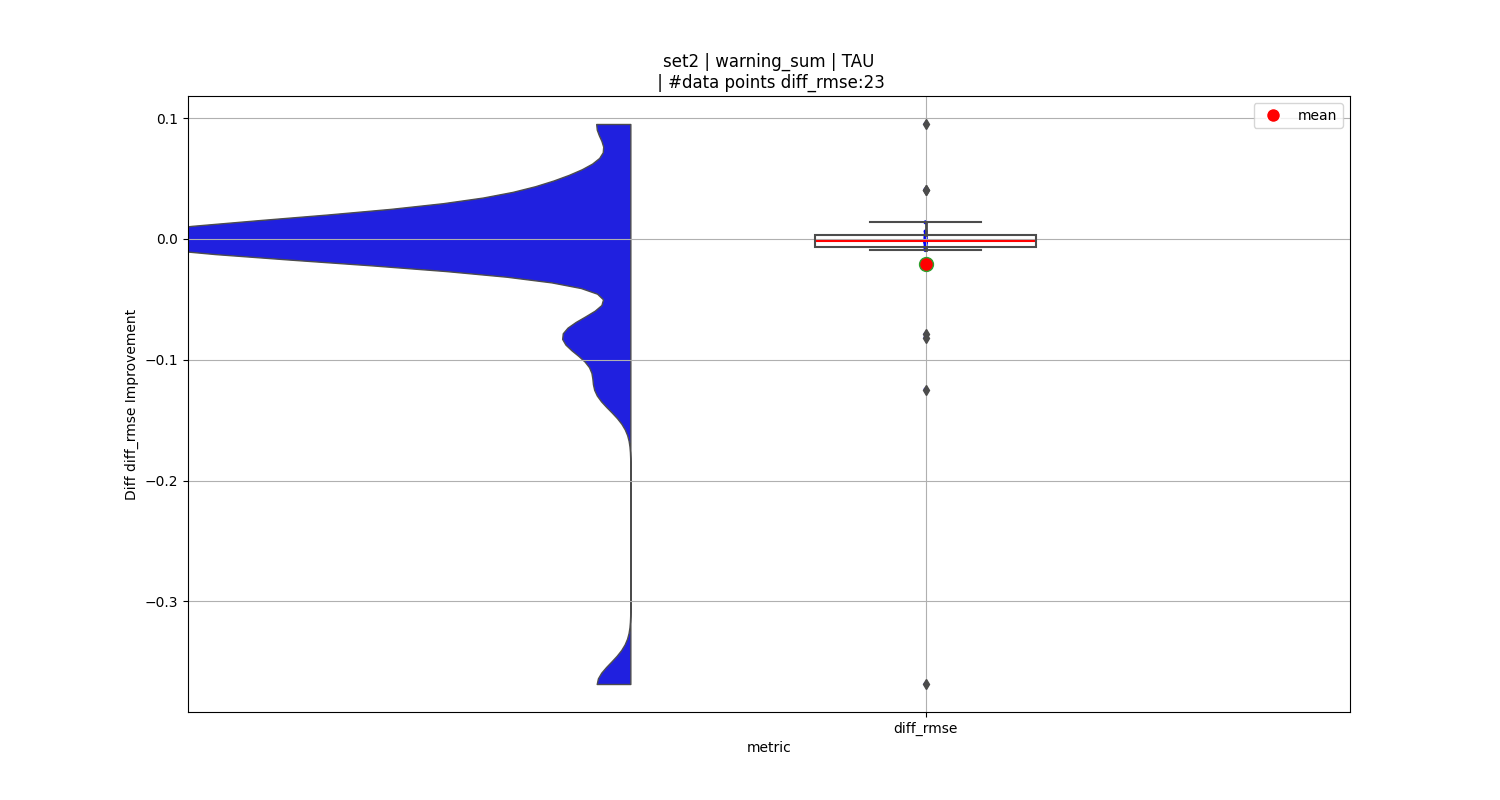 set2 | warning_sum | TAU
| #data points diff_rmse:23
mean
0.1
0.0
−0.1
−0.2
−0.3
Diff diff_rmse Improvement
diff_rmse
metric